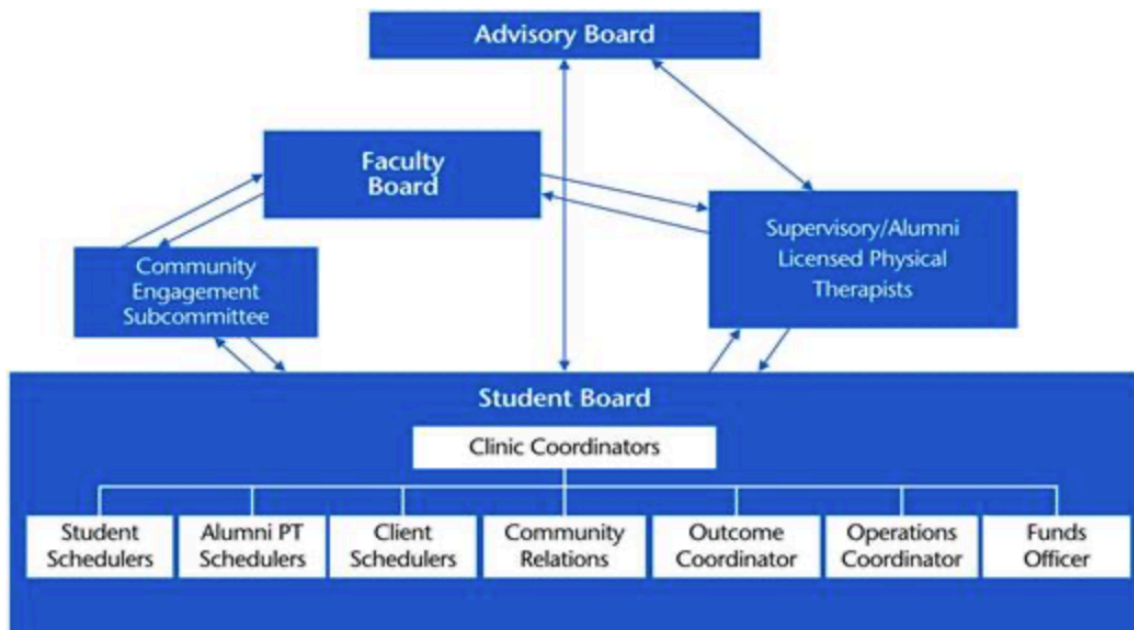 Advisory Board
Faculty
Board
Supervisory/Alumni
Licensed Physical
Therapists
Community
Engagement
Subcommittee
Student Board
Clinic Coordinators
Student
Schedulers
Alumni PT
Schedulers
Client
Schedulers
Community
Relations
Outcome
Coordinator
Operations
Coordinator
Funds
Officer